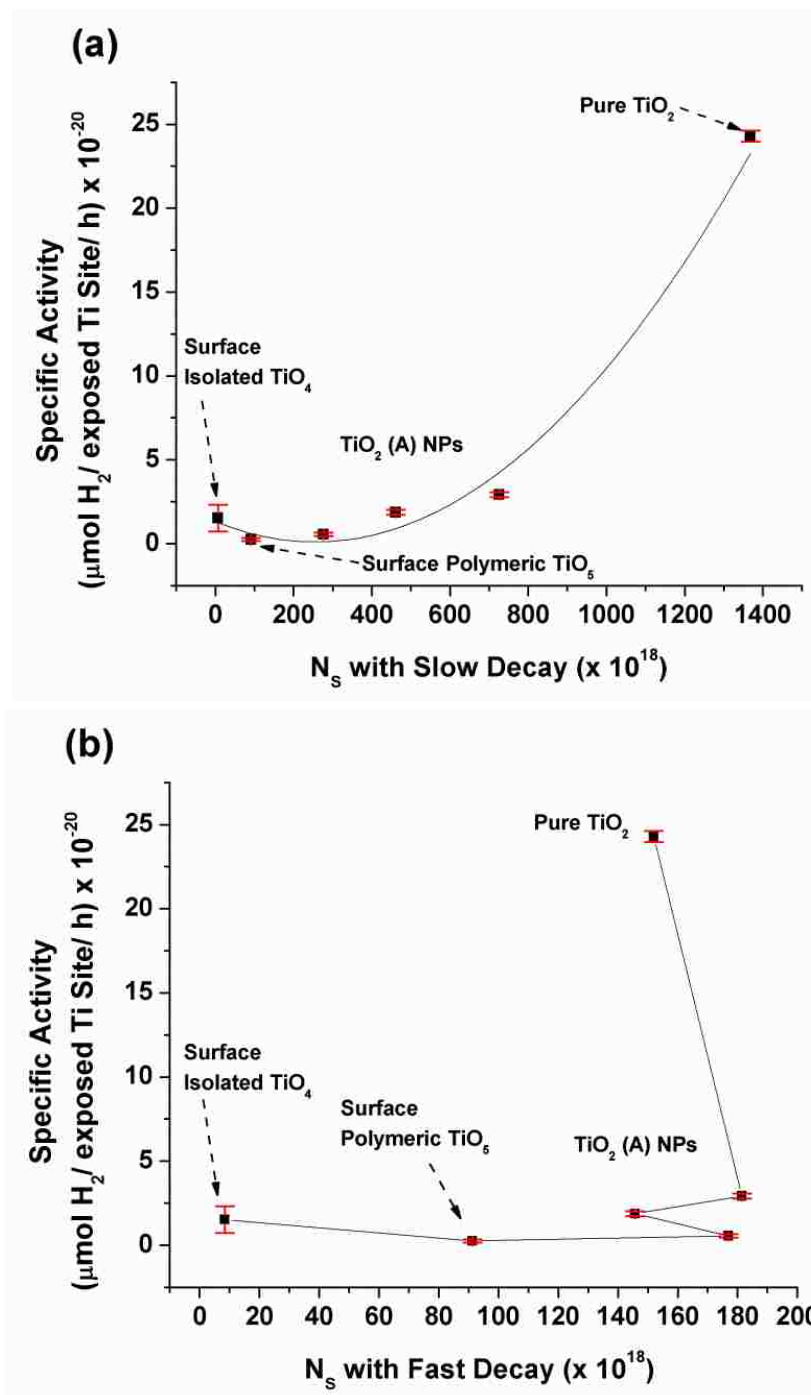 (a)
Specific Activity
(μmol H₂/ exposed Ti Site/ h) x 10⁻²⁰
25
20
15
10
5
0
Pure TiO₂
Surface
Isolated TiO₄
TiO₂ (A) NPs
Surface Polymeric TiO₅
0 200 400 600 800 1000 1200 1400
N_S with Slow Decay (x 10¹⁸)
(b)
Specific Activity
(μmol H₂/ exposed Ti Site/ h) x 10⁻²⁰
25
20
15
10
5
0
Pure TiO₂
Surface
Isolated TiO₄
Surface
Polymeric TiO₅
TiO₂ (A) NPs
0 20 40 60 80 100 120 140 160 180 200
N_S with Fast Decay (x 10¹⁸)